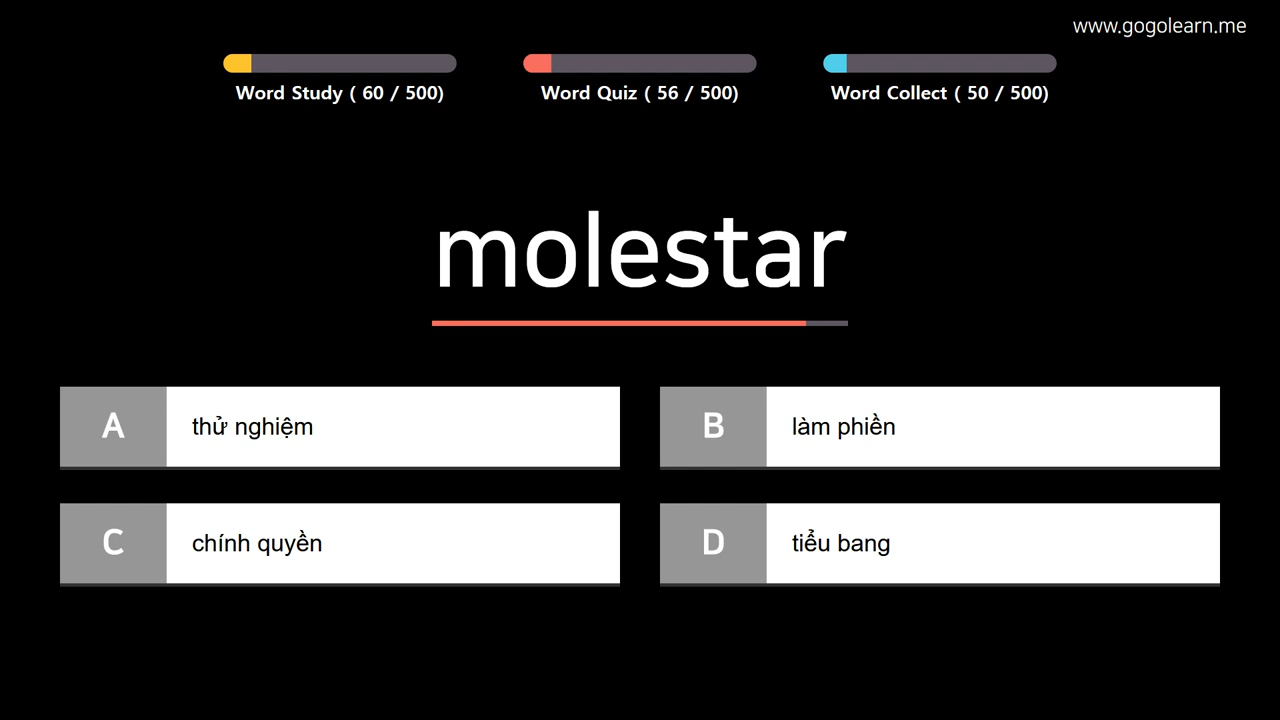 www.gogolearn.me
Word Study ( 60 / 500)
Word Quiz ( 56 / 500)
Word Collect ( 50 / 500)
molestar
A thử nghiệm
B làm phiền
C chính quyền
D tiểu bang